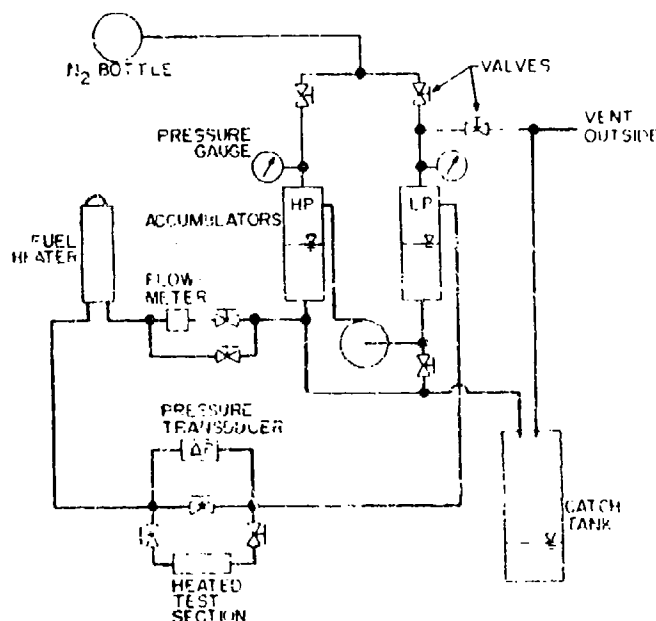 N2 BOTTLE
VALVES
VENT
OUTSIDE
PRESSURE
GAUGE
HP
LP
ACCUMULATORS
FUEL
HEATER
FLOW-
METER
PRESSURE
TRANSDUCER
ΔP
CATCH
TANK
HEATED
TEST
SECTION